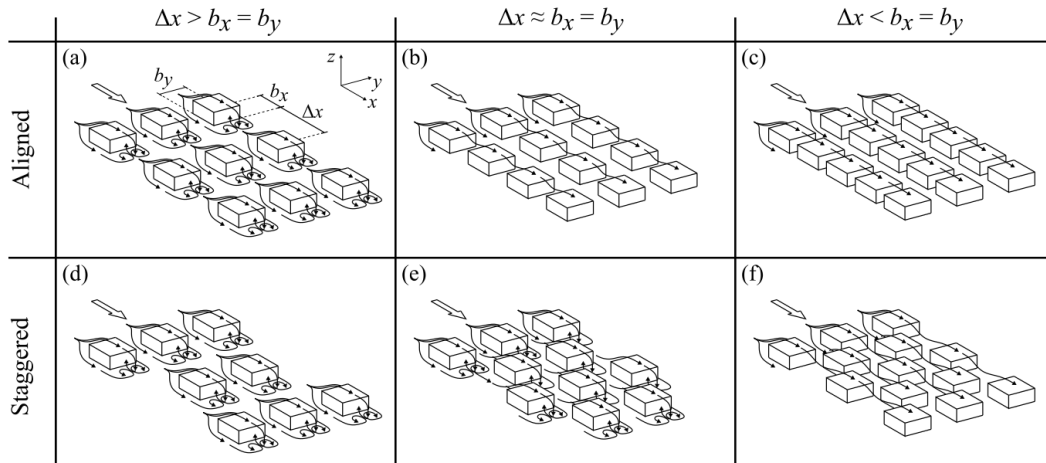 Δx > b_x = b_y
Δx ≈ b_x = b_y
Δx < b_x = b_y
Aligned
(a)
b_y
b_x
Δx
z
y
x
(b)
(c)
Staggered
(d)
(e)
(f)